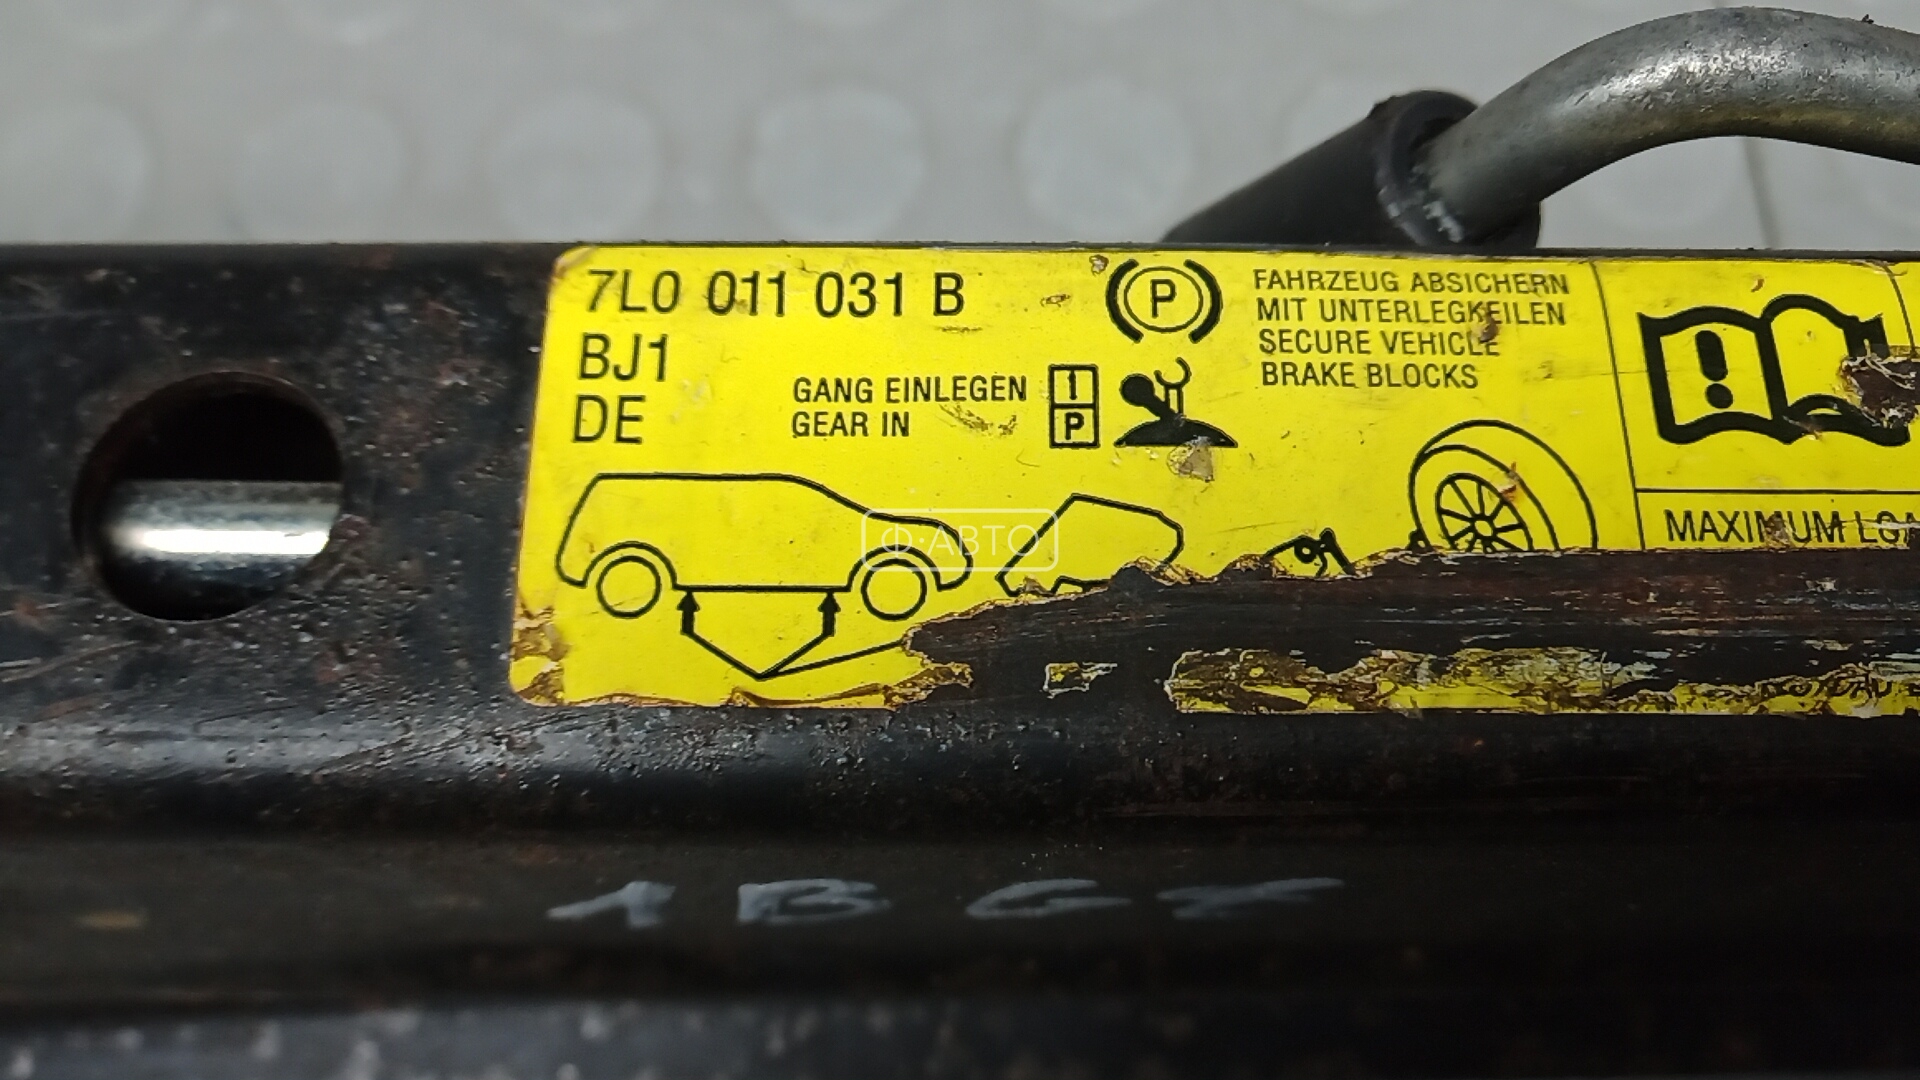 7L0 011 031 B
BJ1
DE
GANG EINLEGEN
GEAR IN
1
P
P
FAHRZEUG ABSICHERN
MIT UNTERLEGKEILEN
SECURE VEHICLE
BRAKE BLOCKS
!
MAXIMUM
Ф·АВТО